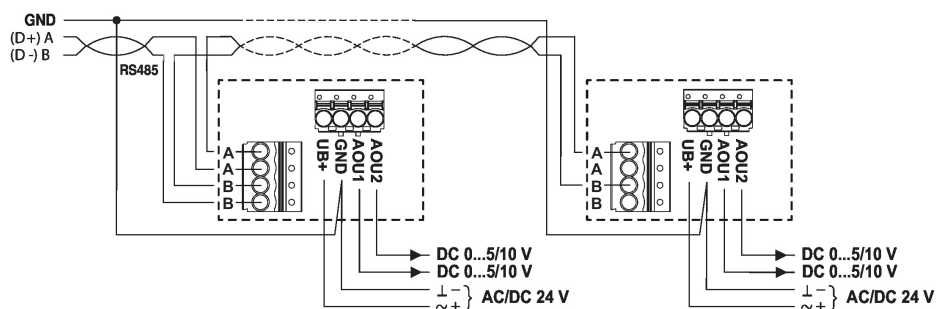 GND
(D+) A
(D -) B
RS485
UB+
GND
AOU1
AOU2
A
A
B
B
DC 0...5/10 V
DC 0...5/10 V
⊥ −
~ +
} AC/DC 24 V
UB+
GND
AOU1
AOU2
A
A
B
B
DC 0...5/10 V
DC 0...5/10 V
⊥ −
~ +
} AC/DC 24 V